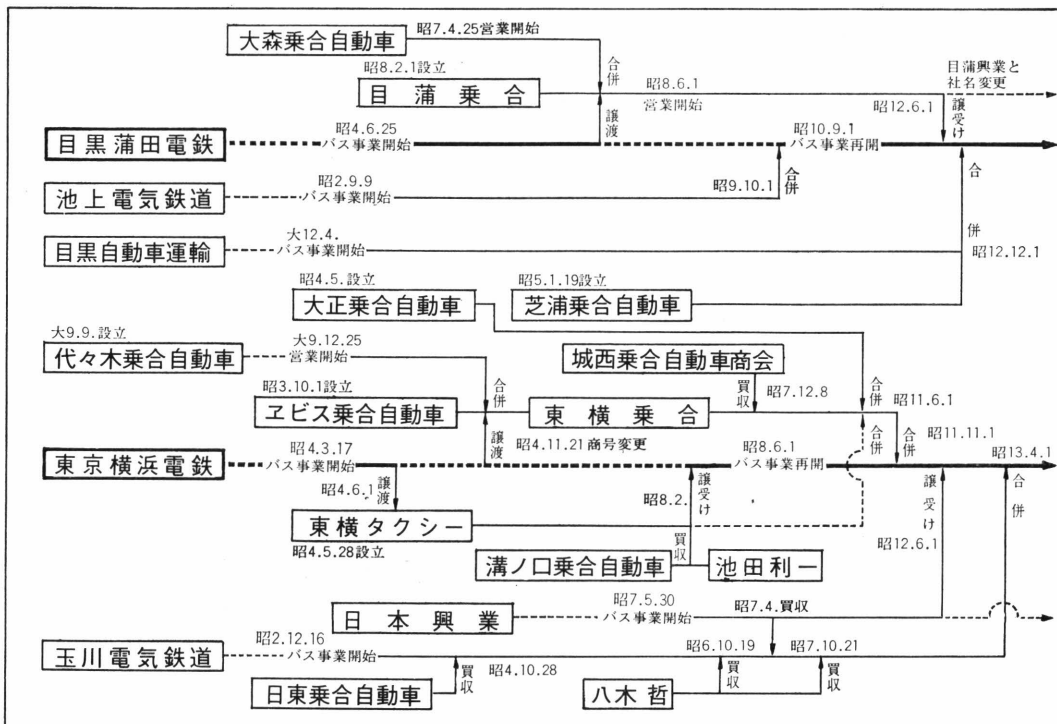 大森乗合自動車
昭7.4.25営業開始
合併
昭8.2.1設立
目蒲乗合
昭8.6.1
営業開始
目蒲興業と
社名変更
昭12.6.1
譲受け
譲渡
目黒蒲田電鉄
昭4.6.25
バス事業開始
昭10.9.1
バス事業再開
池上電気鉄道
昭2.9.9
バス事業開始
昭9.10.1
合併
合併
目黒自動車運輸
大12.4.
バス事業開始
昭12.12.1
昭4.5.設立
大正乗合自動車
昭5.1.19設立
芝浦乗合自動車
大9.9.設立
代々木乗合自動車
大9.12.25
営業開始
合併
城西乗合自動車商会
買収
昭7.12.8
合併
昭11.6.1
昭3.10.1設立
ヱビス乗合自動車
東横乗合
譲渡
昭4.11.21商号変更
合併
合併
昭11.11.1
東京横浜電鉄
昭4.3.17
バス事業開始
昭8.6.1
バス事業再開
昭13.4.1
昭4.6.1
譲渡
昭8.2.
譲受け
譲受け
合併
東横タクシー
昭4.5.28設立
昭12.6.1
溝ノ口乗合自動車
買収
池田利一
日本興業
昭7.5.30
バス事業開始
昭7.4.買収
玉川電気鉄道
昭2.12.16
バス事業開始
昭6.10.19
昭7.10.21
日東乗合自動車
買収
昭4.10.28
八木哲
買収
買収